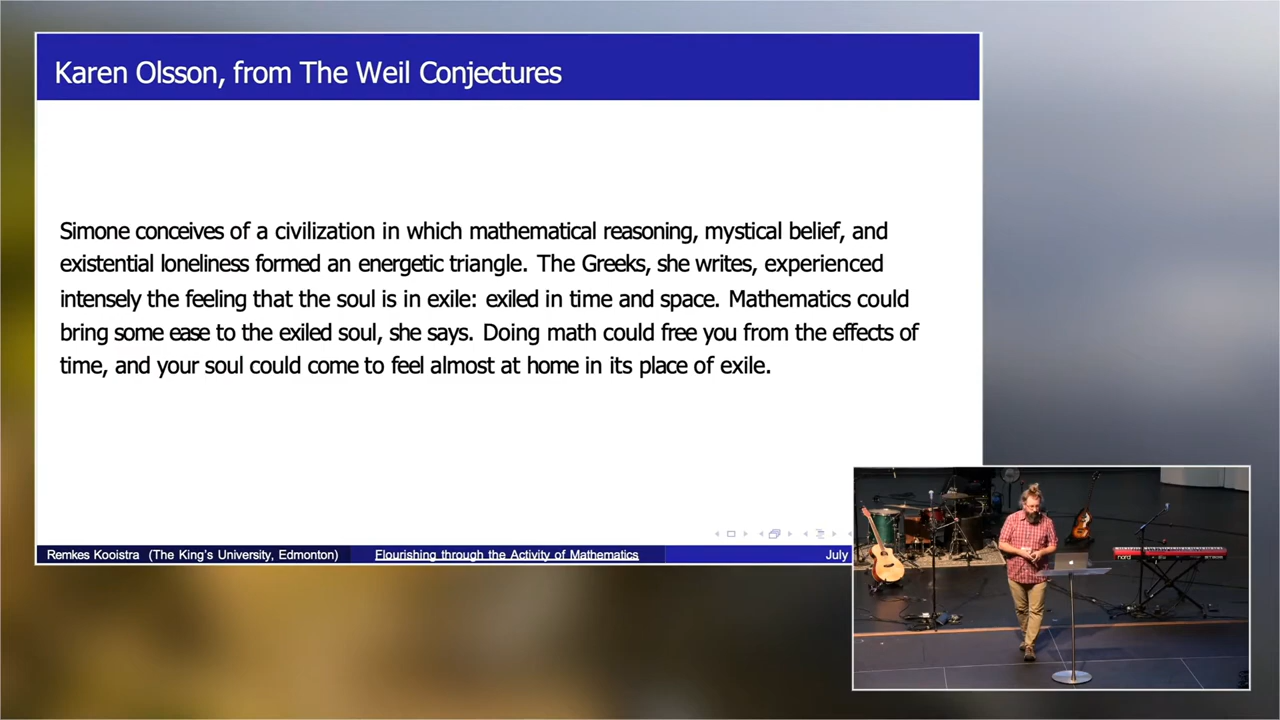 Karen Olsson, from The Weil Conjectures
Simone conceives of a civilization in which mathematical reasoning, mystical belief, and
existential loneliness formed an energetic triangle. The Greeks, she writes, experienced
intensely the feeling that the soul is in exile: exiled in time and space. Mathematics could
bring some ease to the exiled soul, she says. Doing math could free you from the effects of
time, and your soul could come to feel almost at home in its place of exile.
Remkes Kooistra (The King's University, Edmonton) Flourishing through the Activity of Mathematics July
nord